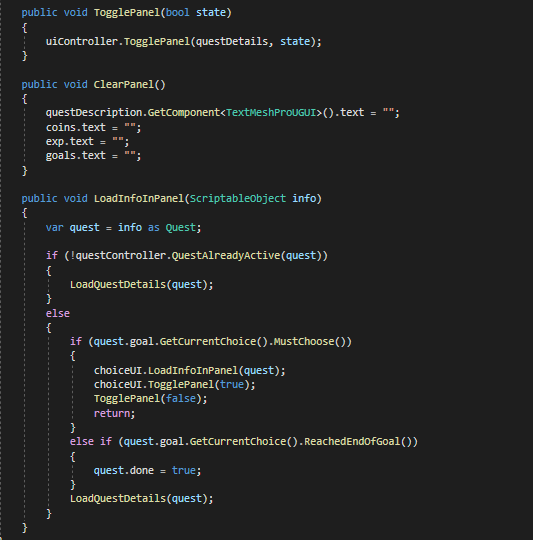 public void TogglePanel(bool state)
{
uiController.TogglePanel(questDetails, state);
}
public void ClearPanel()
{
questDescription.GetComponent<TextMeshProUGUI>().text = "";
coins.text = "";
exp.text = "";
goals.text = "";
}
public void LoadInfoInPanel(ScriptableObject info)
{
var quest = info as Quest;
if (!questController.QuestAlreadyActive(quest))
{
LoadQuestDetails(quest);
}
else
{
if (quest.goal.GetCurrentChoice().MustChoose())
{
choiceUI.LoadInfoInPanel(quest);
choiceUI.TogglePanel(true);
TogglePanel(false);
return;
}
else if (quest.goal.GetCurrentChoice().ReachedEndOfGoal())
{
quest.done = true;
}
LoadQuestDetails(quest);
}
}